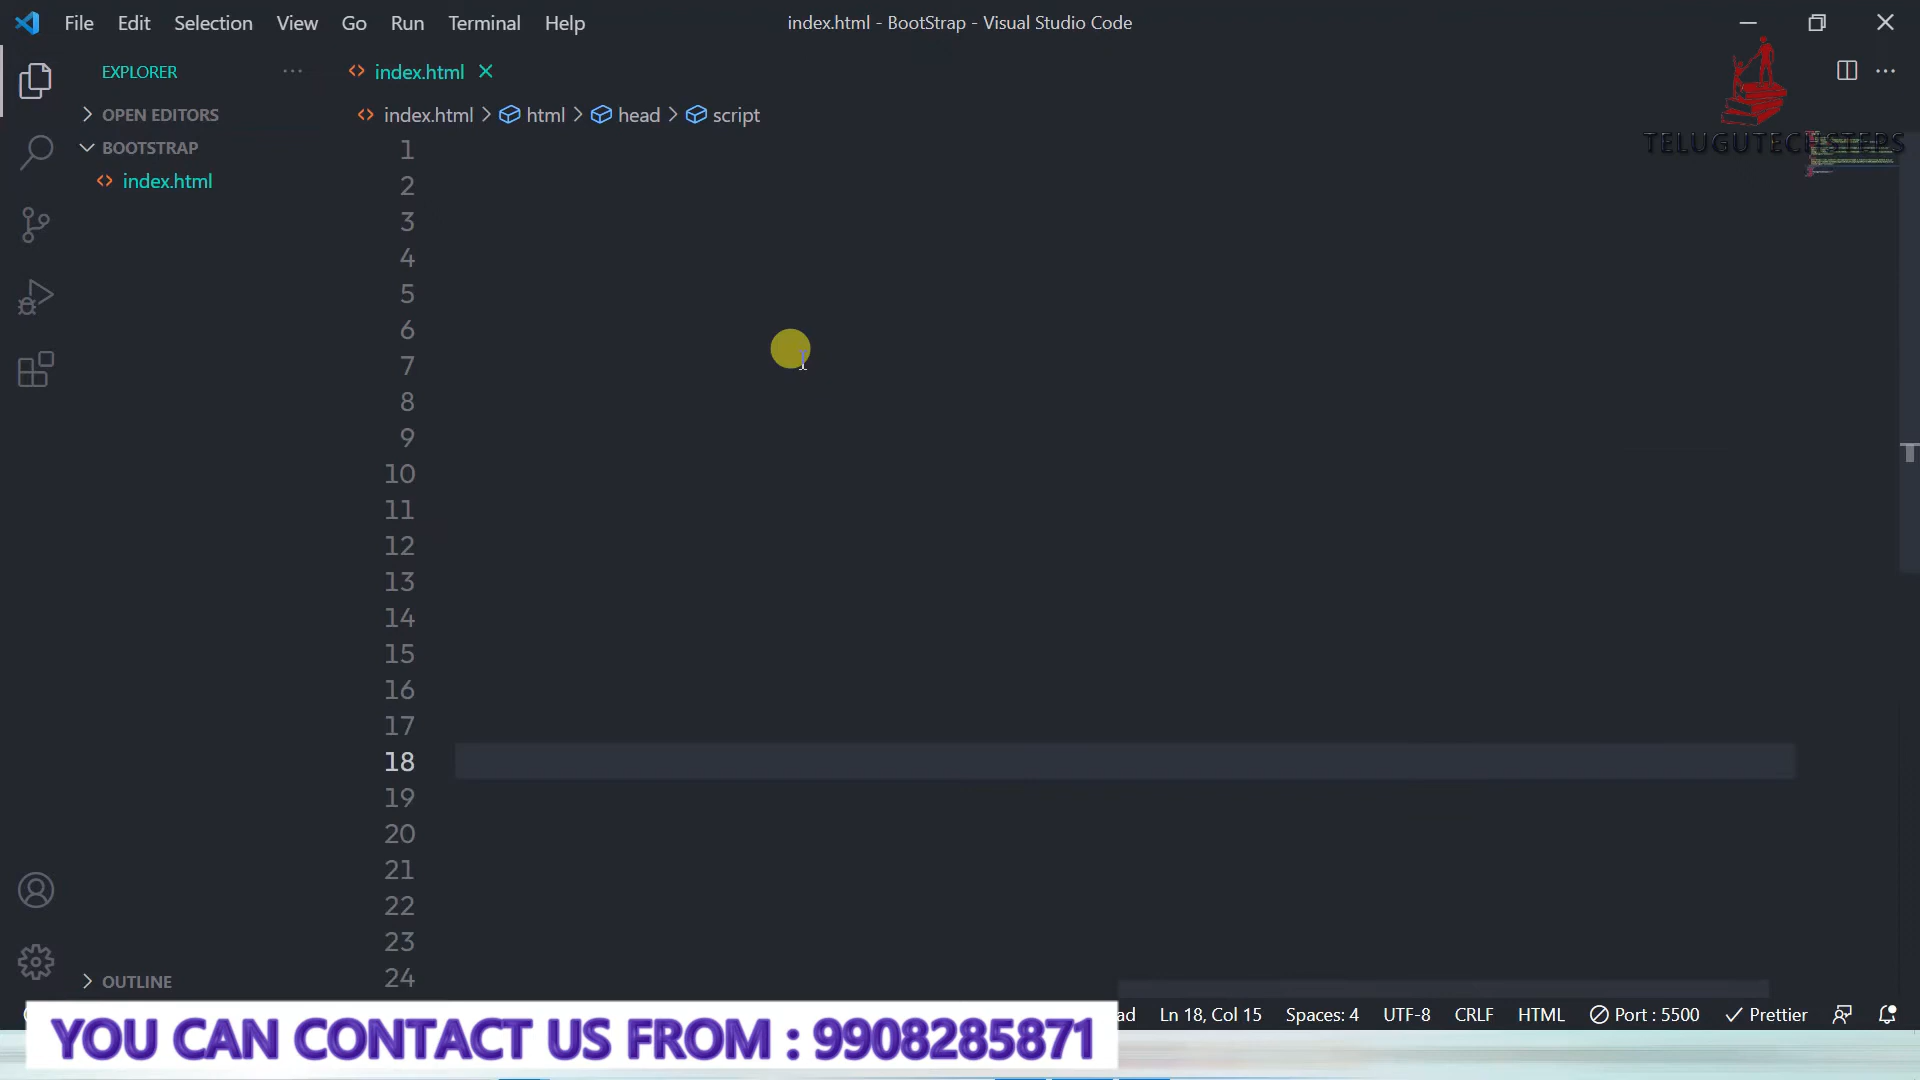 File Edit Selection View Go Run Terminal Help
index.html - BootStrap - Visual Studio Code
EXPLORER
index.html
OPEN EDITORS
index.html > html > head > script
BOOTSTRAP
index.html
TELUGUTECHSTEPS
1
2
3
4
5
6
7
8
9
10
11
12
13
14
15
16
17
18
19
20
21
22
23
24
OUTLINE
Ln 18, Col 15 Spaces: 4 UTF-8 CRLF HTML Port : 5500 Prettier
YOU CAN CONTACT US FROM : 9908285871